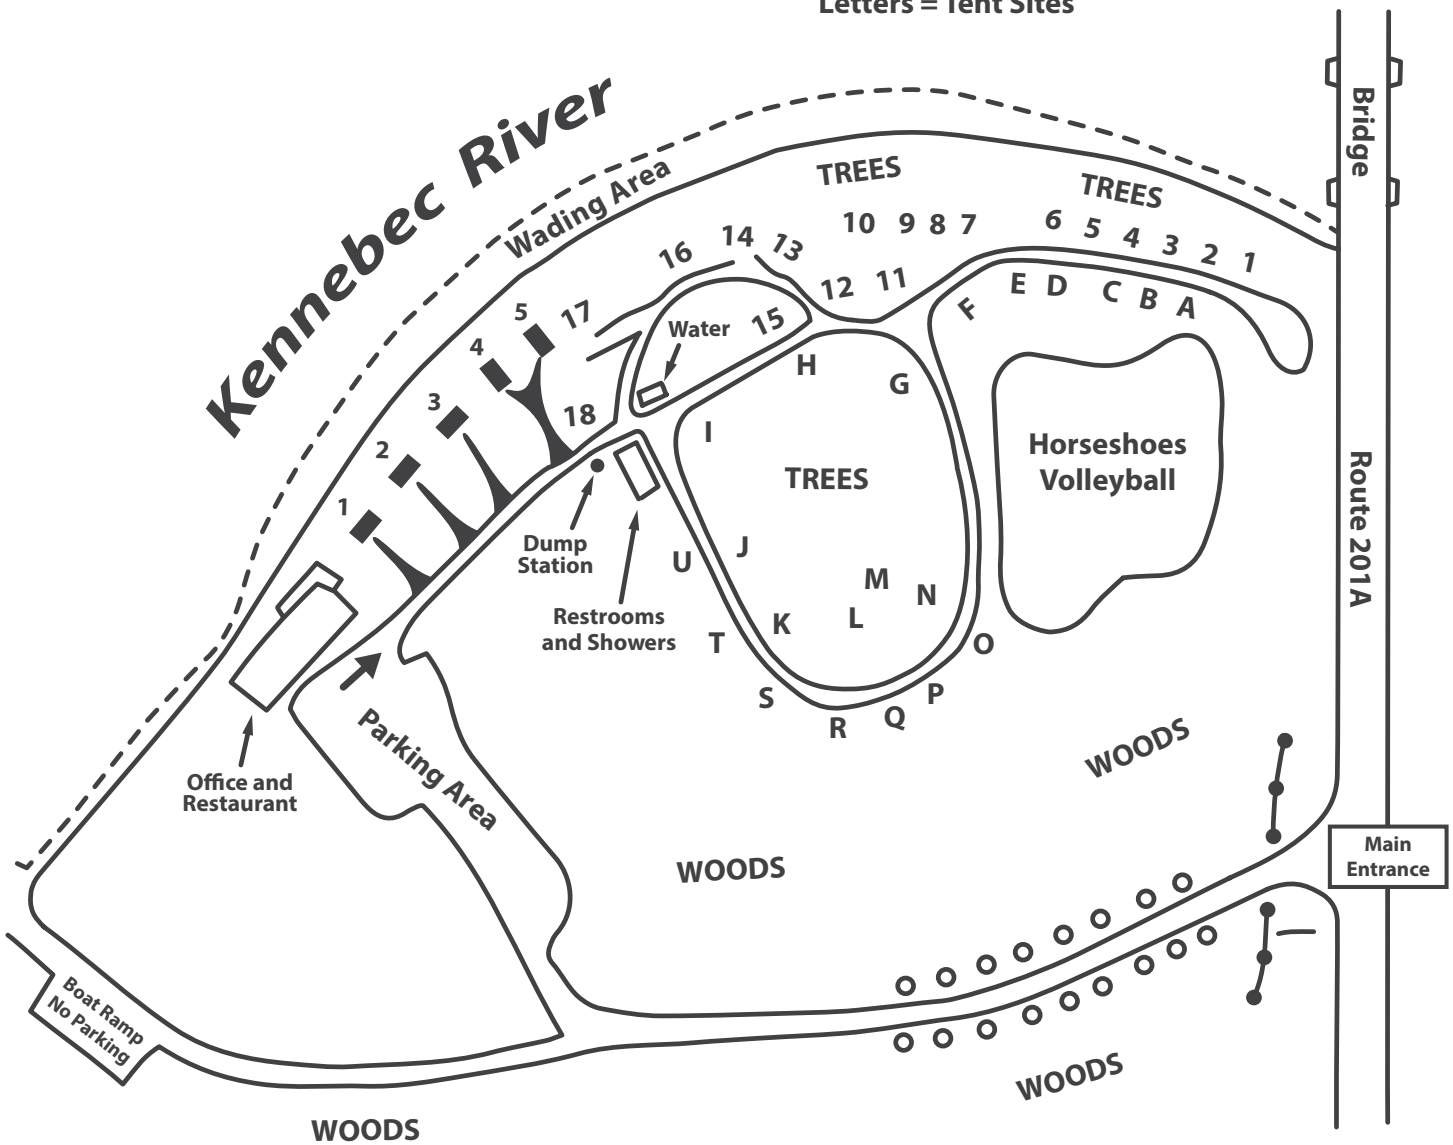 Letters = Tent Sites
Bridge
Kennebec River
Wading Area
TREES
TREES
6 5 4 3 2 1
10 9 8 7
16 14 13
12 11
E D C B A
F
5 17
Water
15
4
H
G
3
18
I
2
TREES
Horseshoes
Volleyball
Route 201A
1
Dump
Station
U
J
M
N
L
K
Restrooms
and Showers
T
O
S
P
Q
R
Parking Area
WOODS
Office and
Restaurant
Main
Entrance
WOODS
Boat Ramp
No Parking
WOODS
WOODS